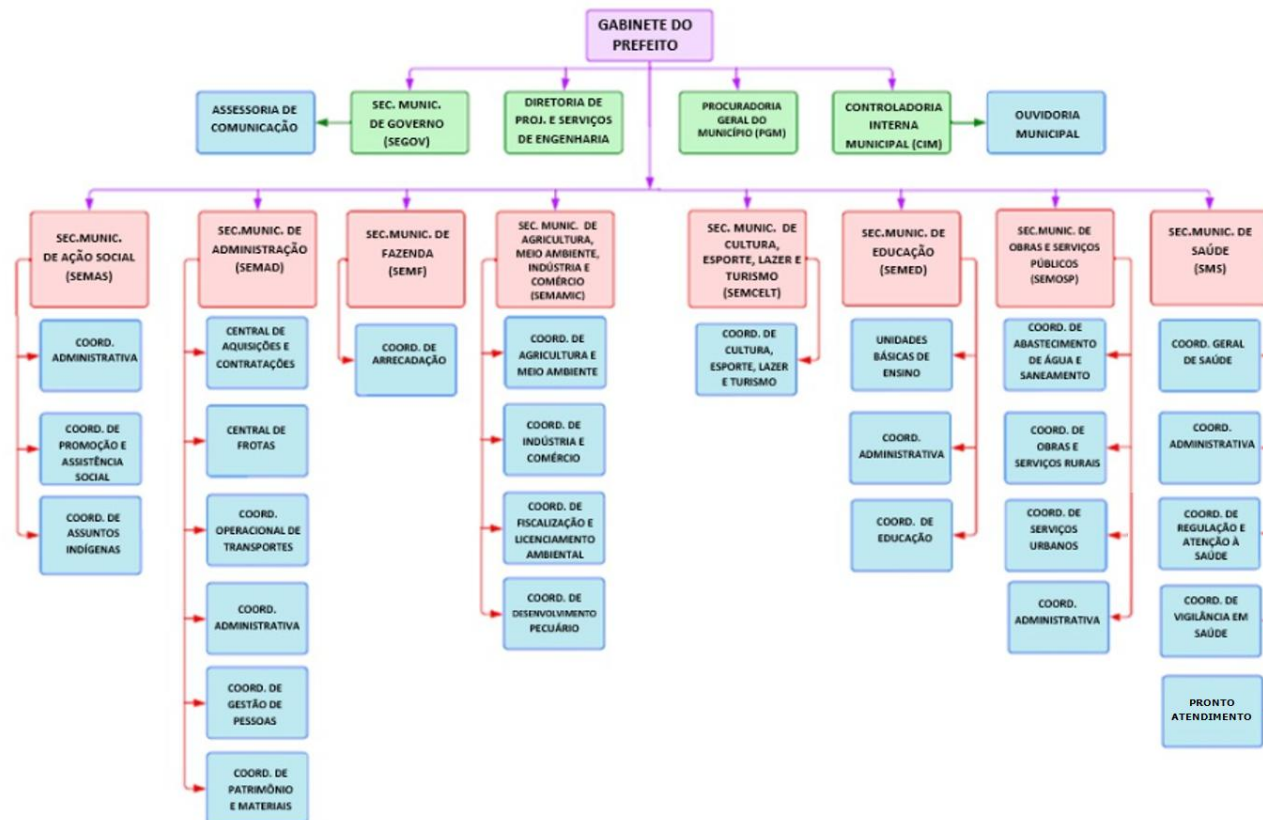 GABINETE DO
PREFEITO
ASSESSORIA DE
COMUNICAÇÃO
SEC. MUNIC.
DE GOVERNO
(SEGOV)
DIRETORIA DE
PROJ. E SERVIÇOS
DE ENGENHARIA
PROCURADORIA
GERAL DO
MUNICÍPIO (PGM)
CONTROLADORIA
INTERNA
MUNICIPAL (CIM)
OUVIDORIA
MUNICIPAL
SEC.MUNIC.
DE AÇÃO SOCIAL
(SEMAS)
COORD.
ADMINISTRATIVA
COORD. DE
PROMOÇÃO E
ASSISTÊNCIA
SOCIAL
COORD. DE
ASSUNTOS
INDÍGENAS
SEC.MUNIC. DE
ADMINISTRAÇÃO
(SEMAD)
CENTRAL DE
AQUISIÇÕES E
CONTRATAÇÕES
CENTRAL DE
FROTAS
COORD.
OPERACIONAL DE
TRANSPORTES
COORD.
ADMINISTRATIVA
COORD. DE
GESTÃO DE
PESSOAS
COORD. DE
PATRIMÔNIO
E MATERIAIS
SEC.MUNIC. DE
FAZENDA
(SEMF)
COORD. DE
ARRECADAÇÃO
SEC. MUNIC. DE
AGRICULTURA,
MEIO AMBIENTE,
INDÚSTRIA E
COMÉRCIO
(SEMAMIC)
COORD. DE
AGRICULTURA E
MEIO AMBIENTE
COORD. DE
INDÚSTRIA E
COMÉRCIO
COORD. DE
FISCALIZAÇÃO E
LICENCIAMENTO
AMBIENTAL
COORD. DE
DESENVOLVIMENTO
PECUÁRIO
SEC. MUNIC. DE
CULTURA,
ESPORTE, LAZER E
TURISMO
(SEMCELT)
COORD. DE
CULTURA,
ESPORTE, LAZER
E TURISMO
SEC.MUNIC. DE
EDUCAÇÃO
(SEMED)
UNIDADES
BÁSICAS DE
ENSINO
COORD.
ADMINISTRATIVA
COORD. DE
EDUCAÇÃO
SEC.MUNIC. DE
OBRAS E SERVIÇOS
PÚBLICOS
(SEMOSP)
COORD. DE
ABASTECIMENTO
DE ÁGUA E
SANEAMENTO
COORD. DE
OBRAS E
SERVIÇOS RURAIS
COORD. DE
SERVIÇOS
URBANOS
COORD.
ADMINISTRATIVA
SEC.MUNIC. DE
SAÚDE
(SMS)
COORD. GERAL
DE SAÚDE
COORD.
ADMINISTRATIVA
COORD. DE
REGULAÇÃO E
ATENÇÃO À
SAÚDE
COORD. DE
VIGILÂNCIA EM
SAÚDE
PRONTO
ATENDIMENTO